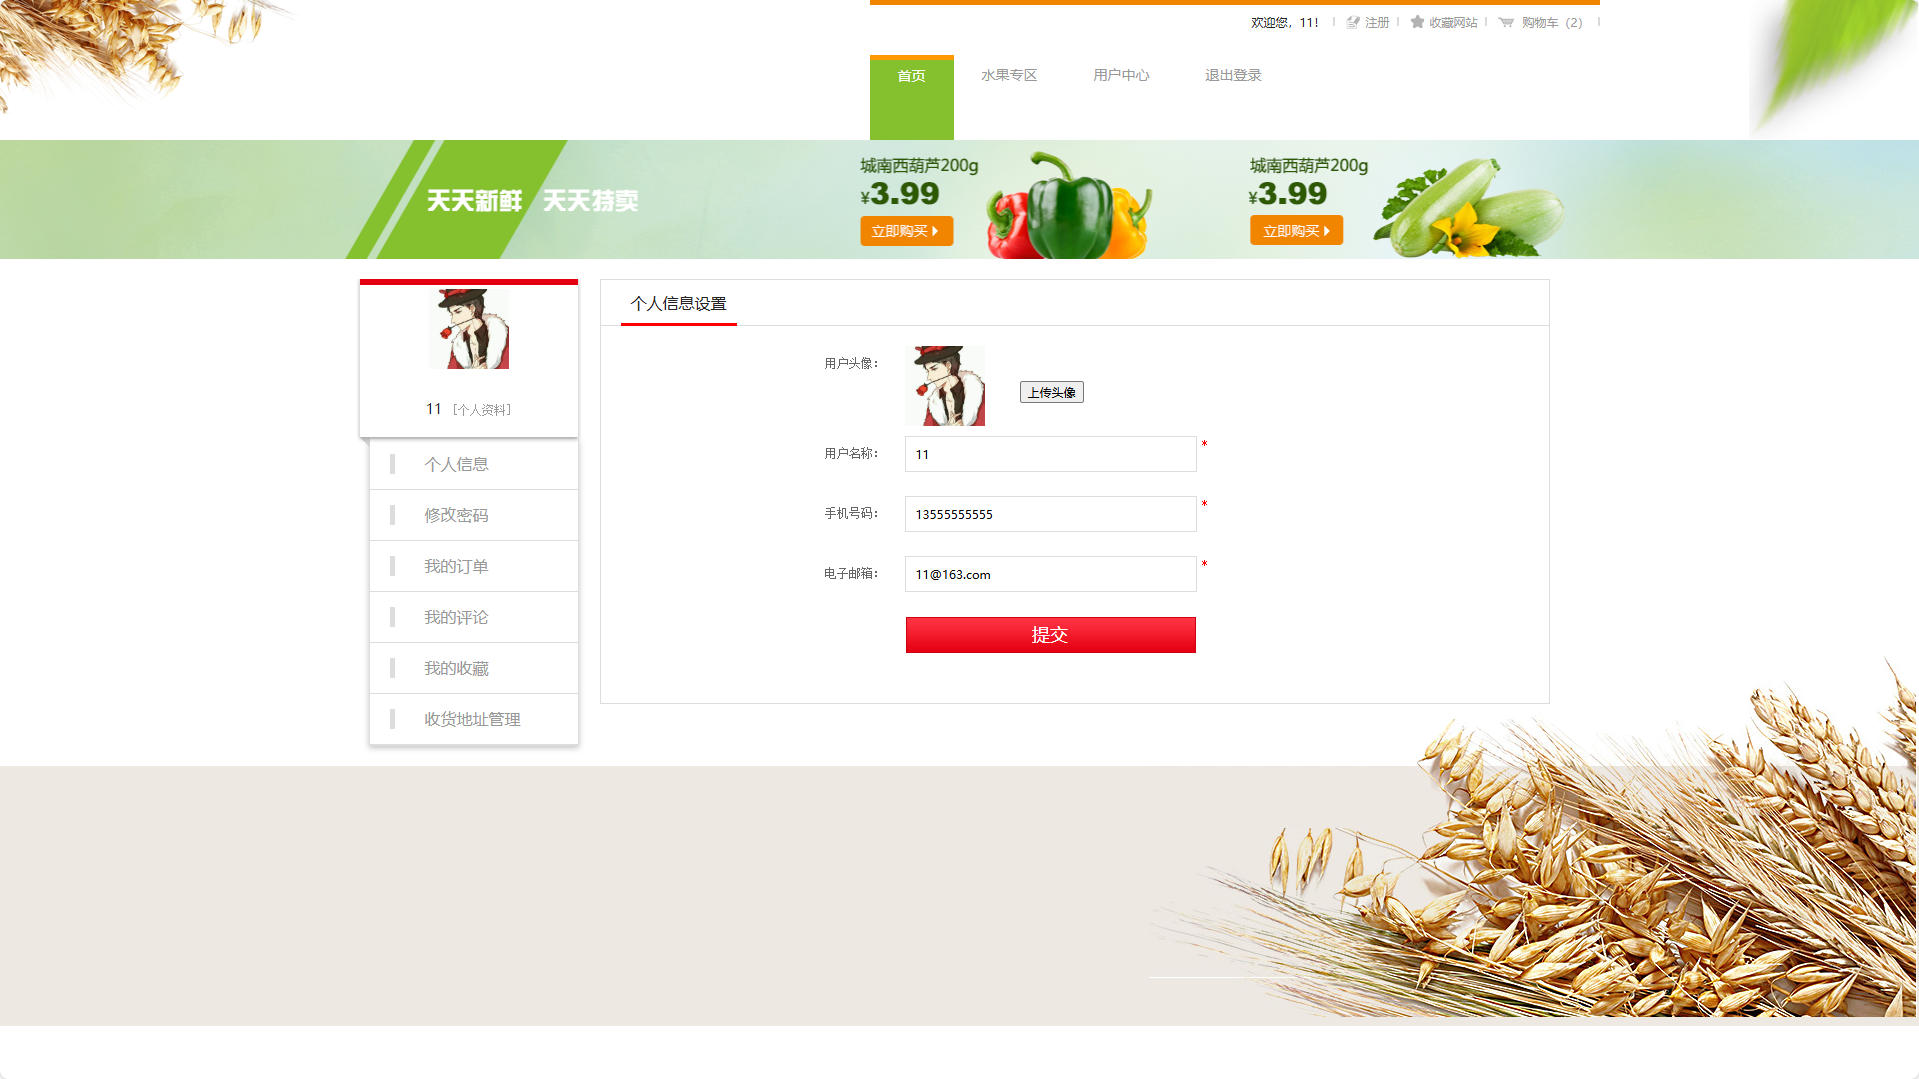 欢迎您，11！ 注册 收藏网站 购物车（2）
首页 水果专区 用户中心 退出登录
天天新鲜 天天特卖
城南西葫芦200g
¥3.99
立即购买
城南西葫芦200g
¥3.99
立即购买
11 [个人资料]
个人信息
修改密码
我的订单
我的评论
我的收藏
收货地址管理
个人信息设置
用户头像：
上传头像
用户名称： 11 *
手机号码： 13555555555 *
电子邮箱： 11@163.com *
提交